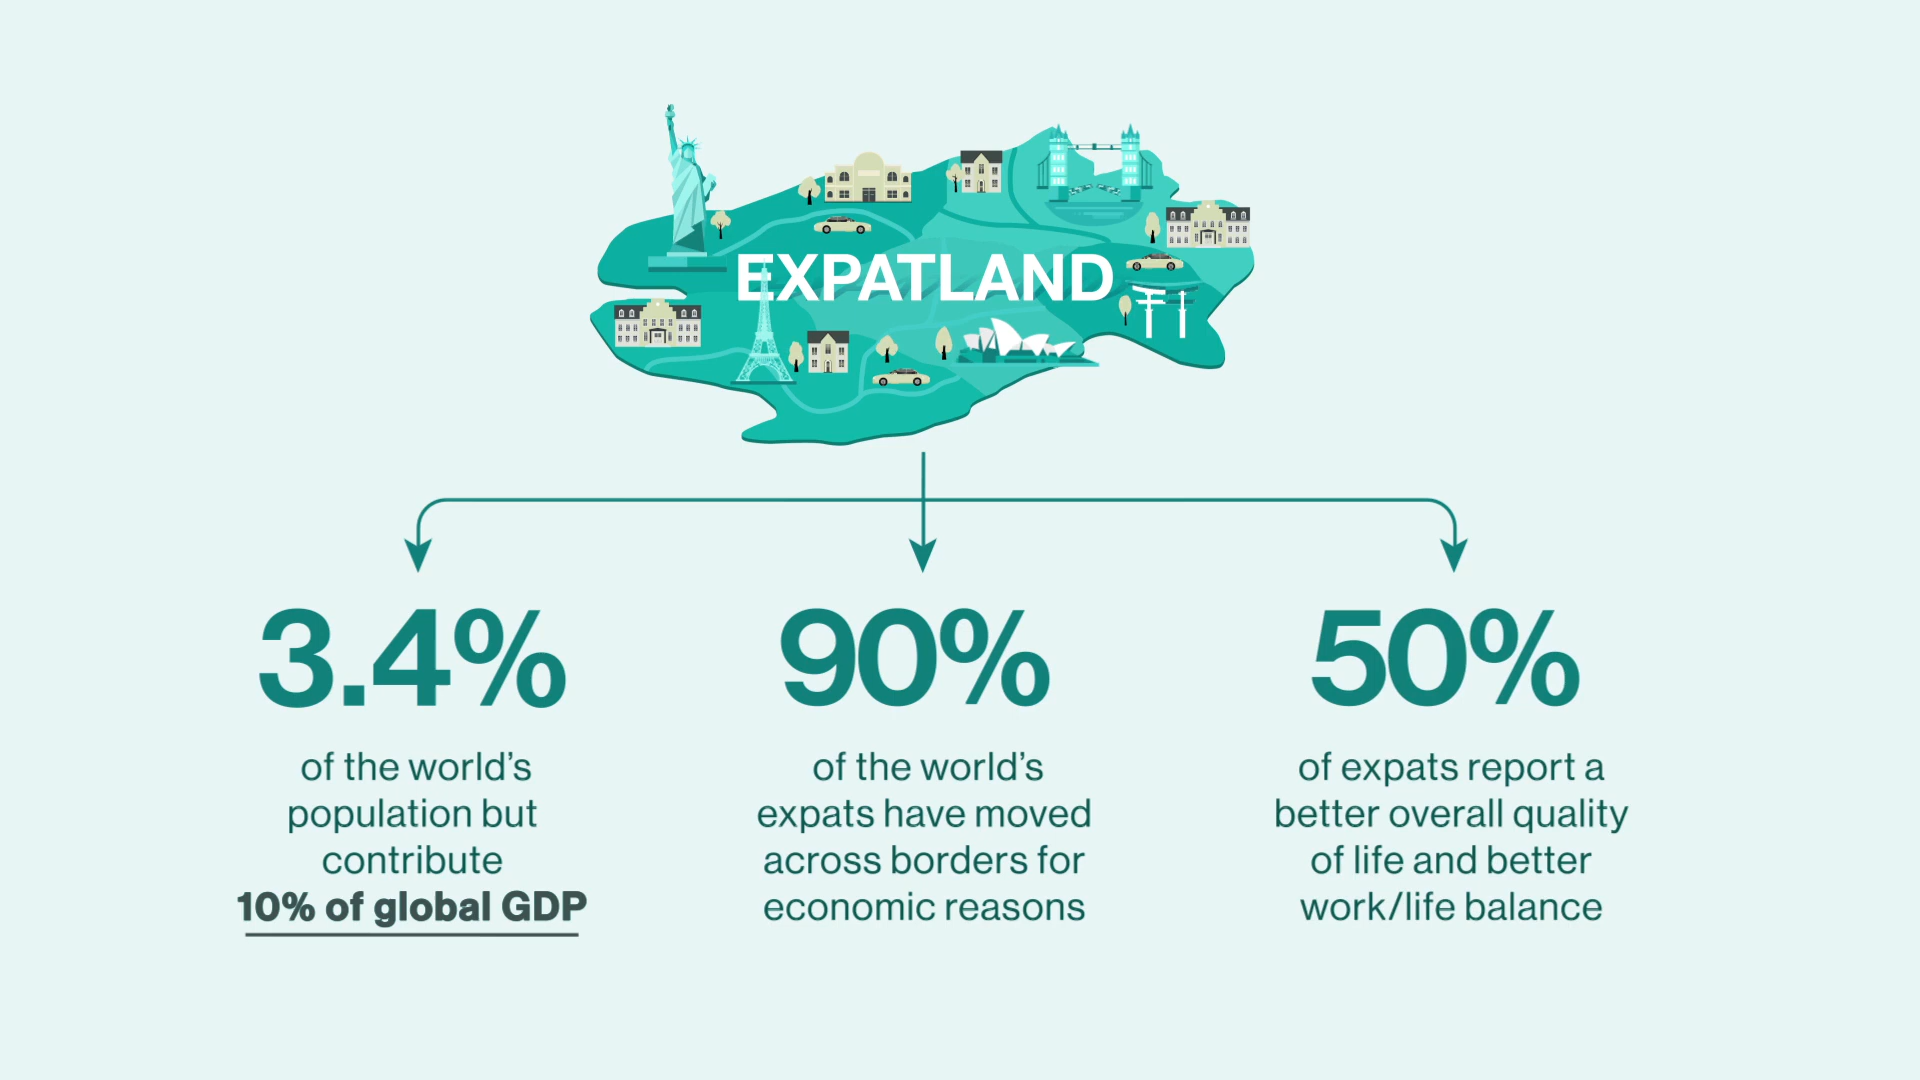 EXPATLAND
3.4%
of the world's
population but
contribute
10% of global GDP
90%
of the world's
expats have moved
across borders for
economic reasons
50%
of expats report a
better overall quality
of life and better
work/life balance